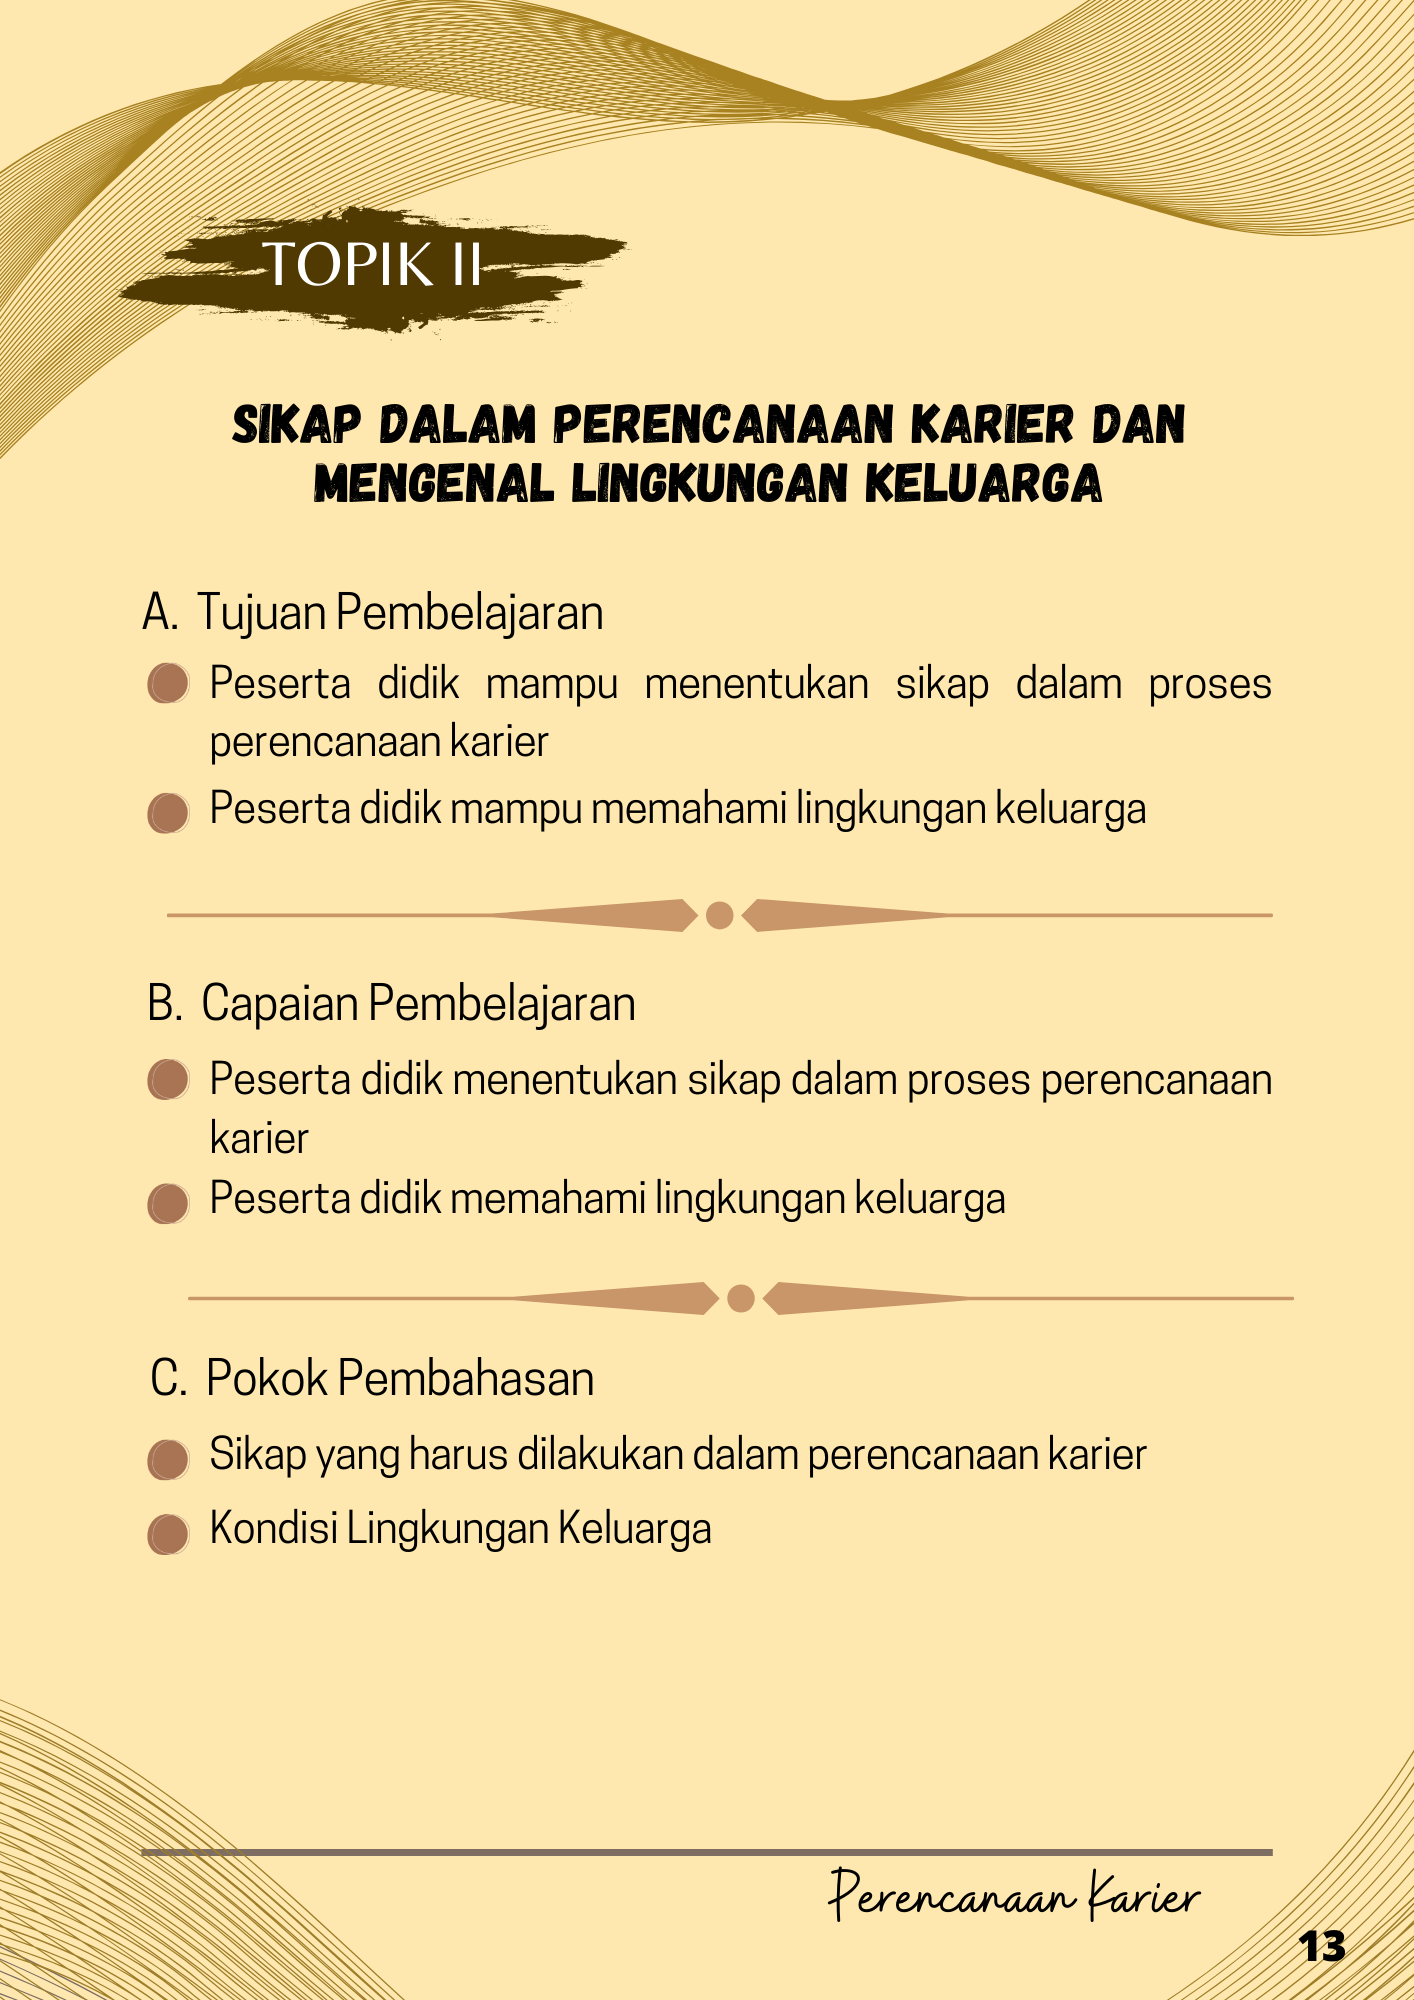 TOPIK II
SIKAP DALAM PERENCANAAN KARIER DAN
MENGENAL LINGKUNGAN KELUARGA
A. Tujuan Pembelajaran
Peserta didik mampu menentukan sikap dalam proses
perencanaan karier
Peserta didik mampu memahami lingkungan keluarga
B. Capaian Pembelajaran
Peserta didik menentukan sikap dalam proses perencanaan
karier
Peserta didik memahami lingkungan keluarga
C. Pokok Pembahasan
Sikap yang harus dilakukan dalam perencanaan karier
Kondisi Lingkungan Keluarga
Perencanaan Karier
13